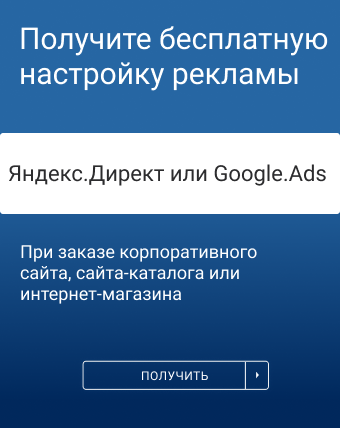 Получите бесплатную
настройку рекламы
Яндекс.Директ или Google.Ads
При заказе корпоративного
сайта, сайта-каталога или
интернет-магазина
ПОЛУЧИТЬ